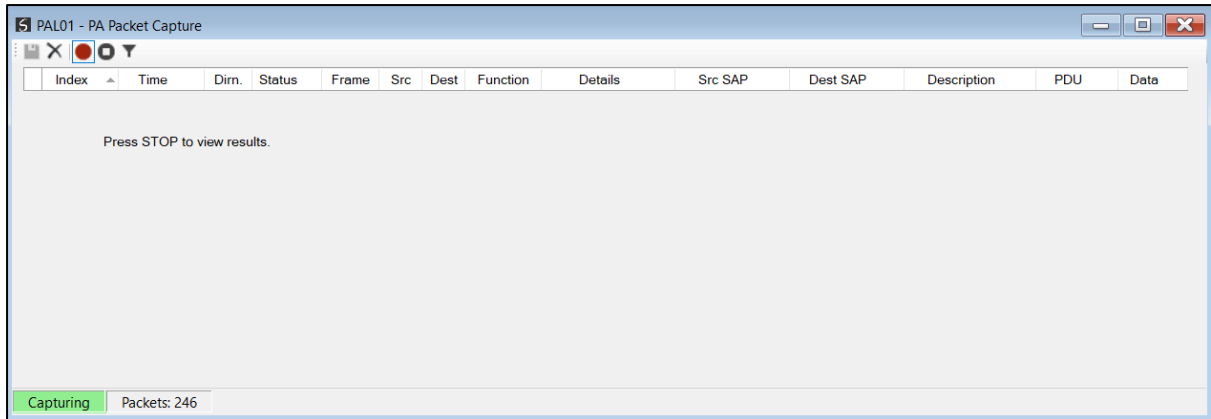 PAL01 - PA Packet Capture
Index Time Dirn. Status Frame Src Dest Function Details Src SAP Dest SAP Description PDU Data
Press STOP to view results.
Capturing Packets: 246